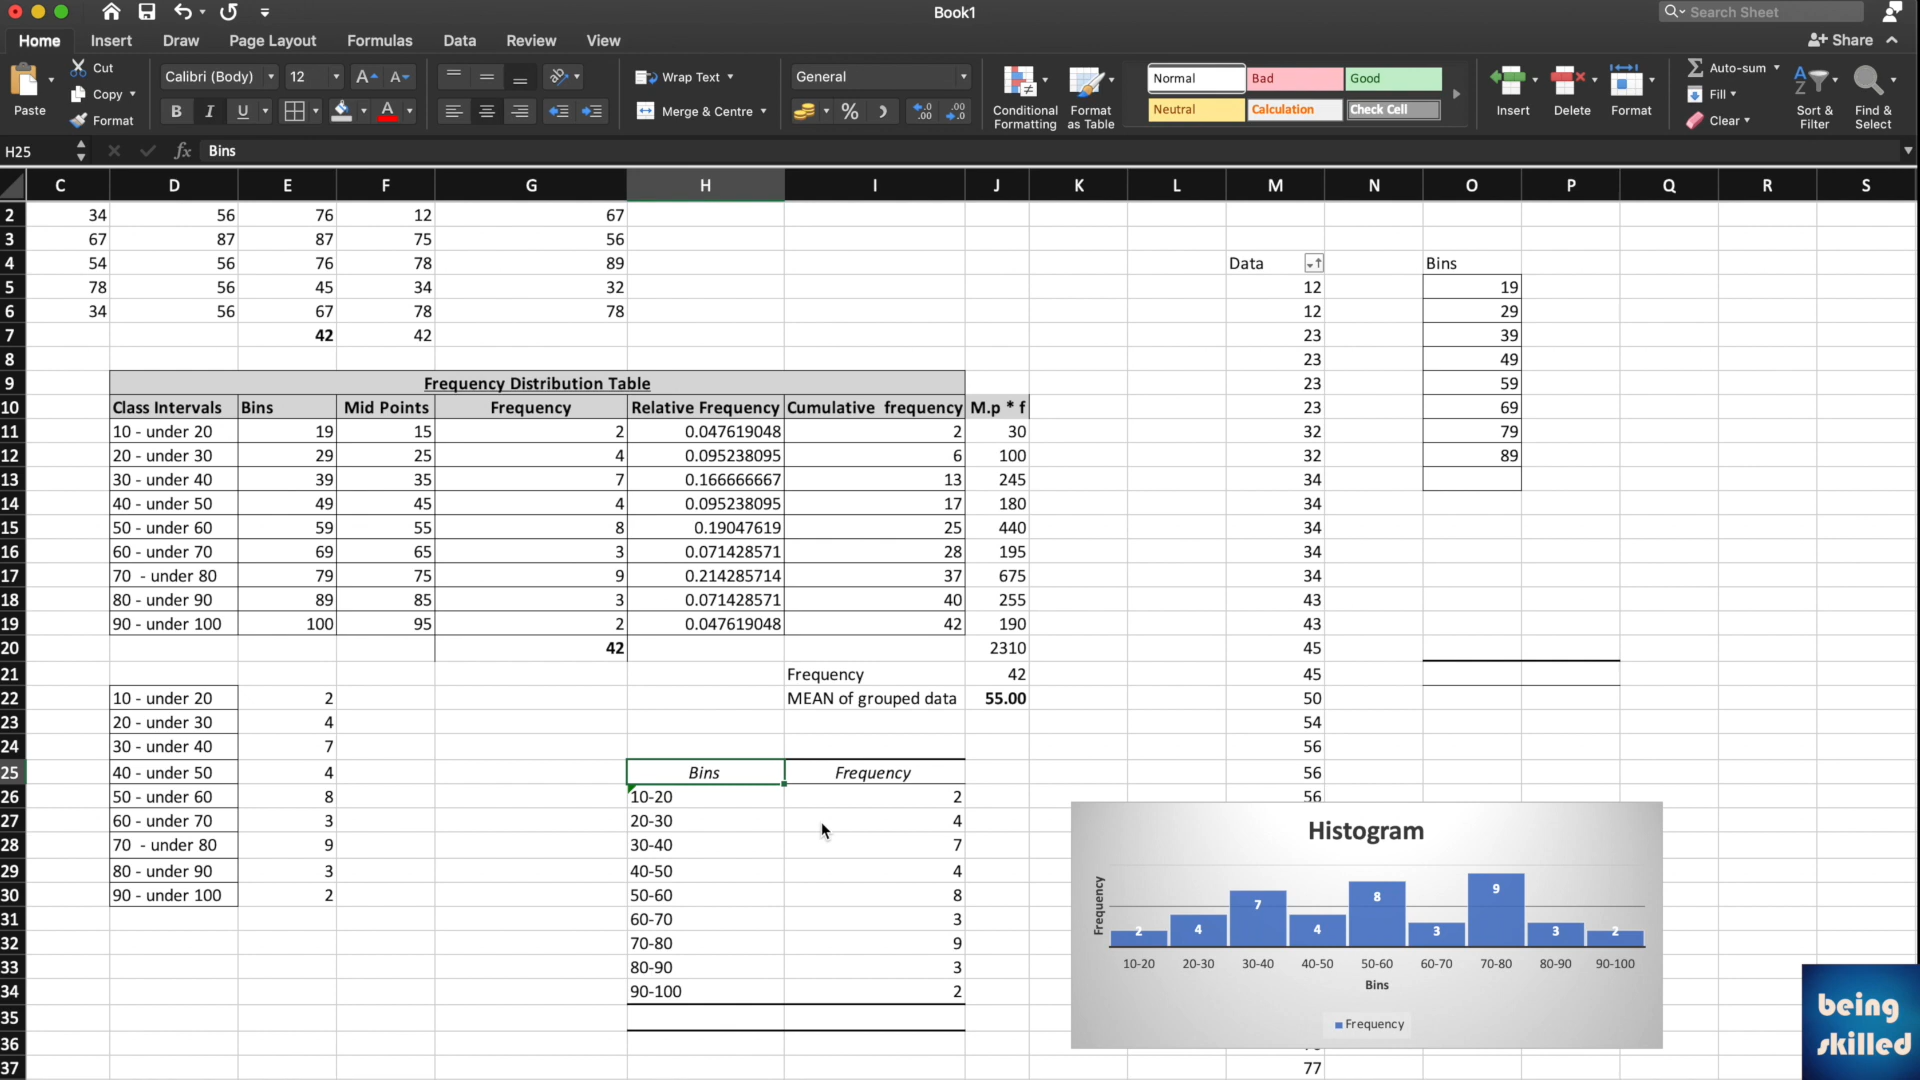 Book1
Search Sheet
Home Insert Draw Page Layout Formulas Data Review View Share
Cut Calibri (Body) 12 Wrap Text General Normal Bad Good Auto-sum
Paste Copy Merge & Centre Conditional Formatting Format as Table Neutral Calculation Check Cell Insert Delete Format Fill Sort & Filter Find & Select
Format Clear
H25 fx Bins
C D E F G H I J K L M N O P Q R S
2 34 56 76 12 67
3 67 87 87 75 56
4 54 56 76 78 89 Data Bins
5 78 56 45 34 32 12 19
6 34 56 67 78 78 12 29
7 42 42 23 39
8 23 49
9 Frequency Distribution Table 23 59
10 Class Intervals Bins Mid Points Frequency Relative Frequency Cumulative frequency M.p * f 23 69
11 10 - under 20 19 15 2 0.047619048 2 30 32 79
12 20 - under 30 29 25 4 0.095238095 6 100 32 89
13 30 - under 40 39 35 7 0.166666667 13 245 34
14 40 - under 50 49 45 4 0.095238095 17 180 34
15 50 - under 60 59 55 8 0.19047619 25 440 34
16 60 - under 70 69 65 3 0.071428571 28 195 34
17 70 - under 80 79 75 9 0.214285714 37 675 34
18 80 - under 90 89 85 3 0.071428571 40 255 43
19 90 - under 100 100 95 2 0.047619048 42 190 43
20 42 2310 45
21 Frequency 42 45
22 10 - under 20 2 MEAN of grouped data 55.00 50
23 20 - under 30 4 54
24 30 - under 40 7 56
25 40 - under 50 4 Bins Frequency 56
26 50 - under 60 8 10-20 2 56
27 60 - under 70 3 20-30 4
28 70 - under 80 9 30-40 7
29 80 - under 90 3 40-50 4
30 90 - under 100 2 50-60 8
31 60-70 3
32 70-80 9
33 80-90 3
34 90-100 2
35
36
37 77
Histogram
Frequency
2 4 7 4 8 3 9 3 2
10-20 20-30 30-40 40-50 50-60 60-70 70-80 80-90 90-100
Bins
Frequency
being
skilled